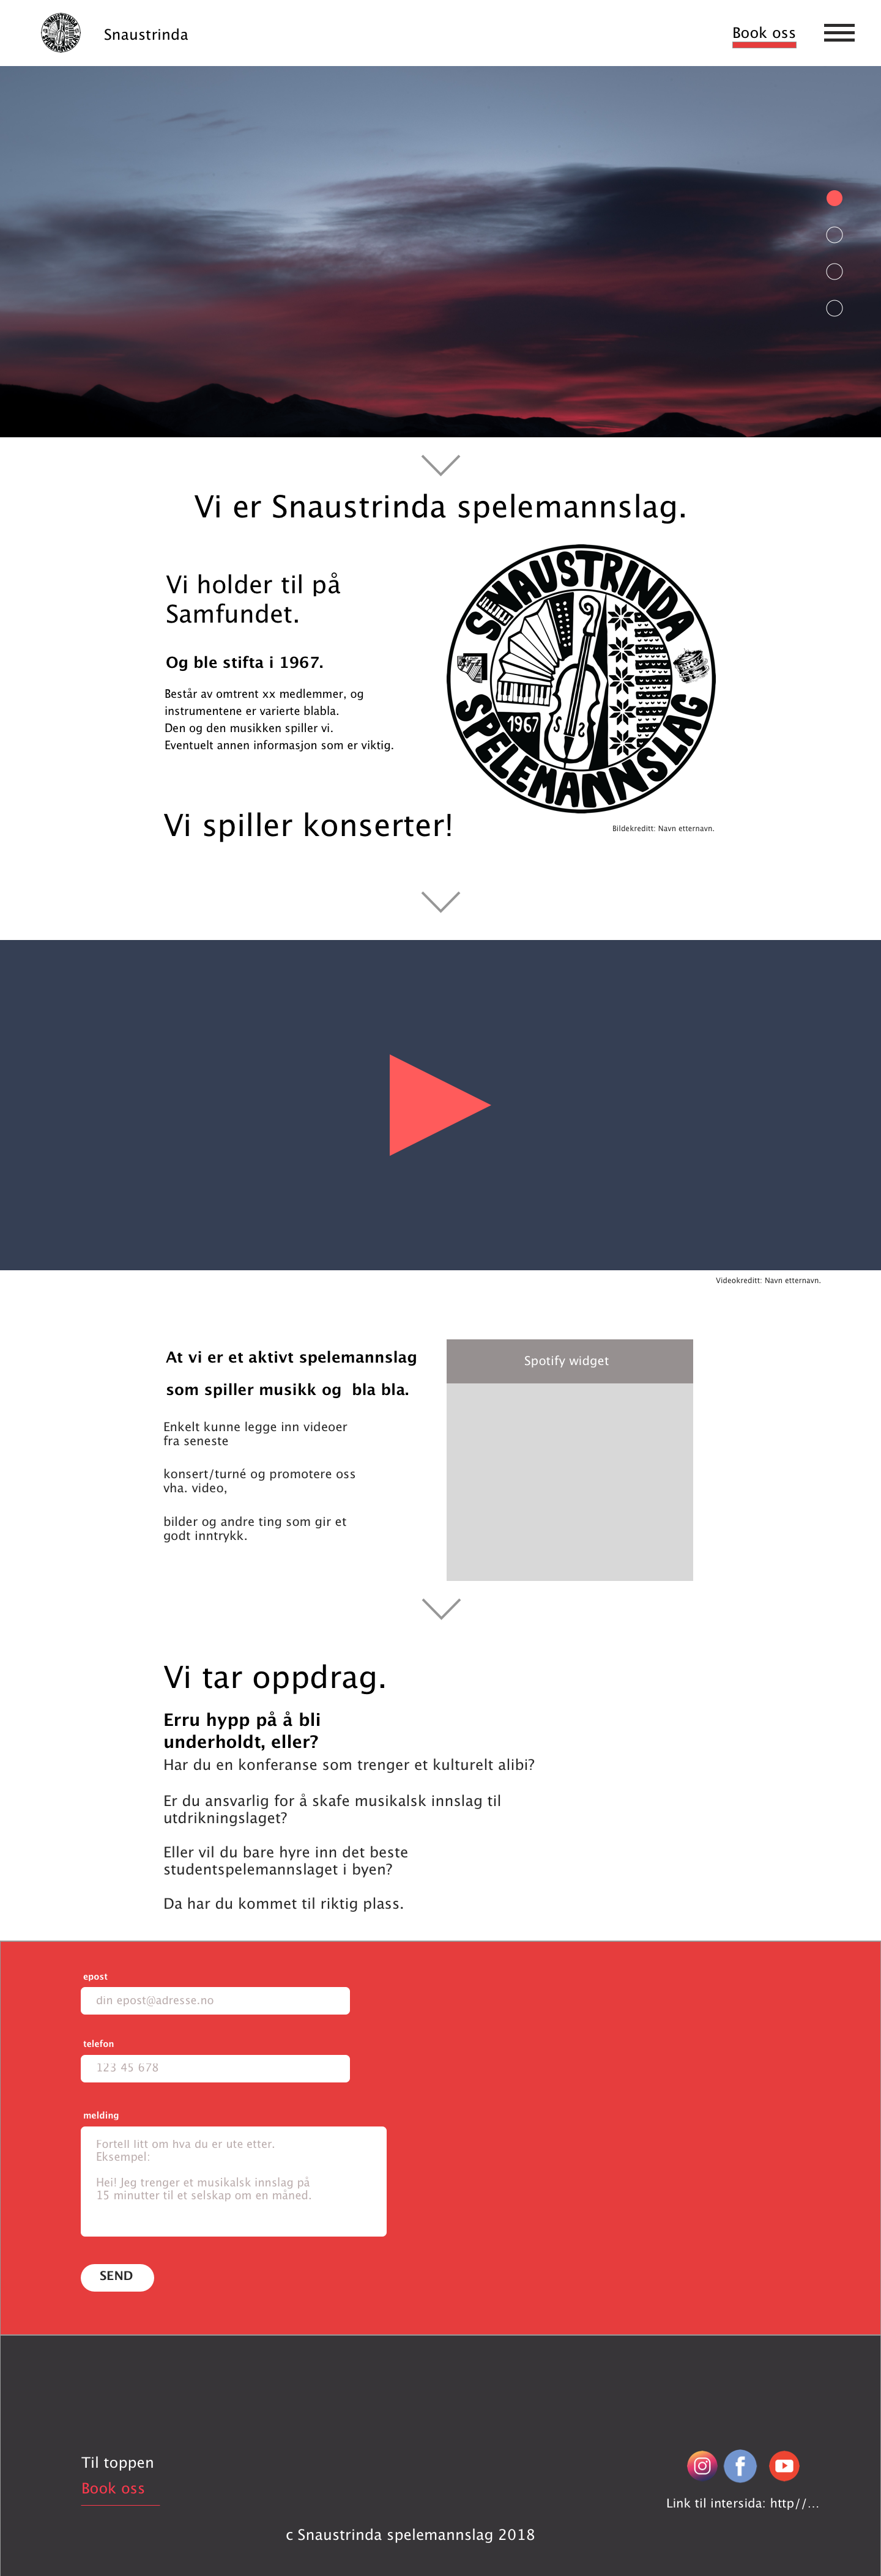 Snaustrinda
Book oss
Vi er Snaustrinda spelemannslag.
Vi holder til på
Samfundet.
Og ble stifta i 1967.
Består av omtrent xx medlemmer, og
instrumentene er varierte blabla.
Den og den musikken spiller vi.
Eventuelt annen informasjon som er viktig.
SNAUSTRINDA
1967
SPELEMANNSLAG
Vi spiller konserter!
Bildekreditt: Navn etternavn.
Videokreditt: Navn etternavn.
At vi er et aktivt spelemannslag
som spiller musikk og  bla bla.
Enkelt kunne legge inn videoer
fra seneste
konsert/turné og promotere oss
vha. video,
bilder og andre ting som gir et
godt inntrykk.
Spotify widget
Vi tar oppdrag.
Erru hypp på å bli
underholdt, eller?
Har du en konferanse som trenger et kulturelt alibi?
Er du ansvarlig for å skafe musikalsk innslag til
utdrikningslaget?
Eller vil du bare hyre inn det beste
studentspelemannslaget i byen?
Da har du kommet til riktig plass.
epost
din epost@adresse.no
telefon
123 45 678
melding
Fortell litt om hva du er ute etter.
Eksempel:
Hei! Jeg trenger et musikalsk innslag på
15 minutter til et selskap om en måned.
SEND
Til toppen
Book oss
Link til intersida: http//...
c Snaustrinda spelemannslag 2018